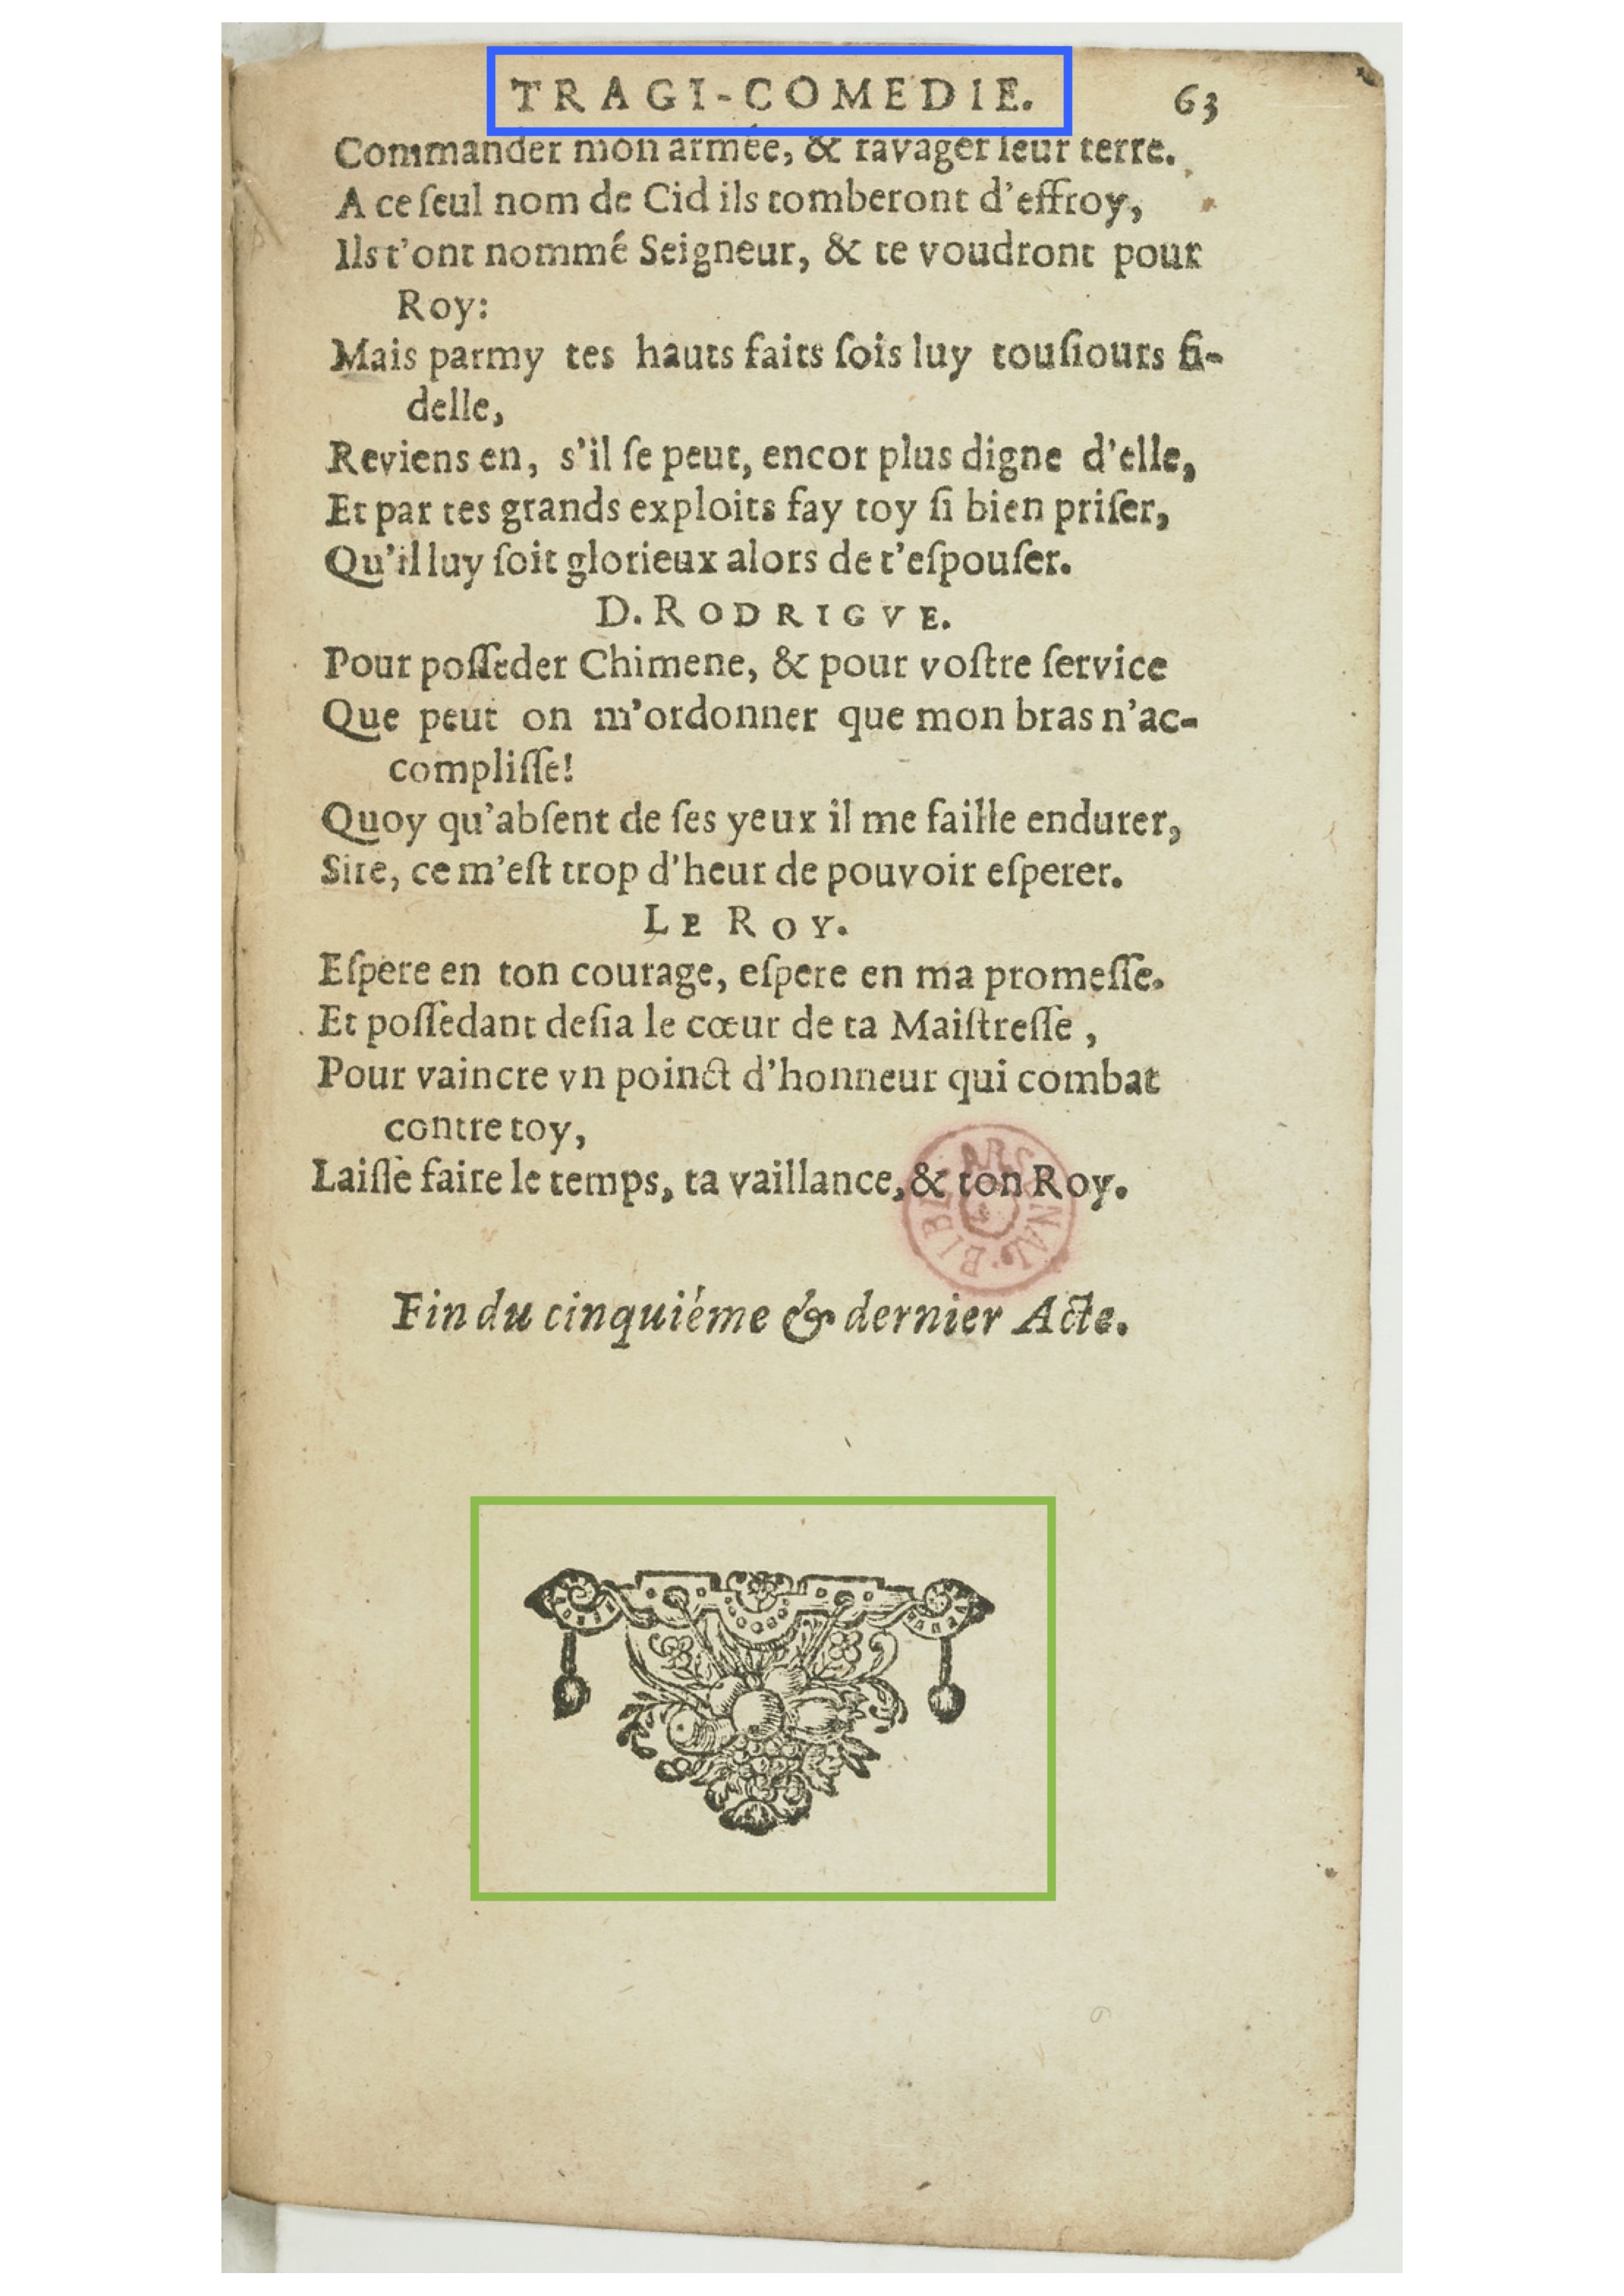 TRAGI-COMEDIE. 63
Commander mon armée, & ravager leur terre.
A ce ſeul nom de Cid ils tomberont d'effroy,
Ils t'ont nommé Seigneur, & te voudront pour
Roy:
Mais parmy tes hauts faits ſois luy touſiours fi-
delle,
Reviens en, s'il ſe peut, encor plus digne d'elle,
Et par tes grands exploits fay toy ſi bien priſer,
Qu'il luy ſoit glorieux alors de t'eſpouſer.
D. RODRIGVE.
Pour poſſeder Chimene, & pour voſtre ſervice
Que peut on m'ordonner que mon bras n'ac-
compliſſe!
Quoy qu'abſent de ſes yeux il me faille endurer,
Sire, ce m'eſt trop d'heur de pouvoir eſperer.
LE ROY.
Eſpere en ton courage, eſpere en ma promeſſe.
Et poſſedant deſia le cœur de ta Maiſtreſſe,
Pour vaincre vn poinct d'honneur qui combat
contre toy,
Laiſſe faire le temps, ta vaillance, & ton Roy.
BIBL. ARSENAL
Fin du cinquiéme & dernier Acte.